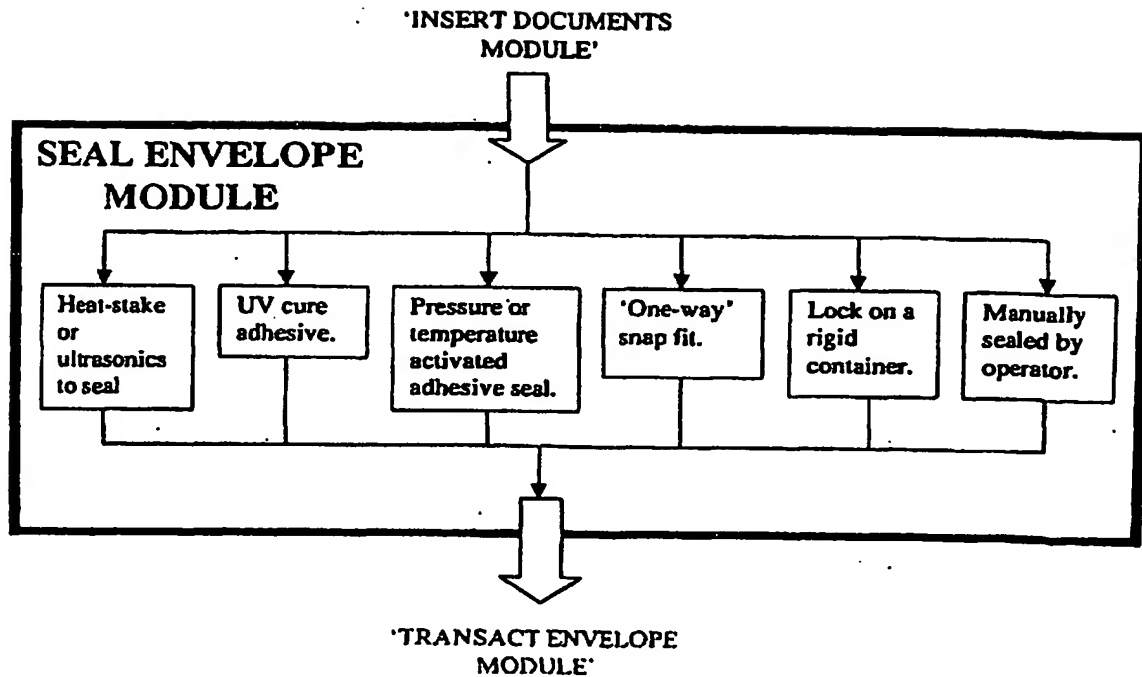 'INSERT DOCUMENTS
MODULE'
SEAL ENVELOPE
MODULE
Heat-stake
or
ultrasonics
to seal
UV cure
adhesive.
Pressure or
temperature
activated
adhesive seal.
'One-way'
snap fit.
Lock on a
rigid
container.
Manually
sealed by
operator.
'TRANSACT ENVELOPE
MODULE'